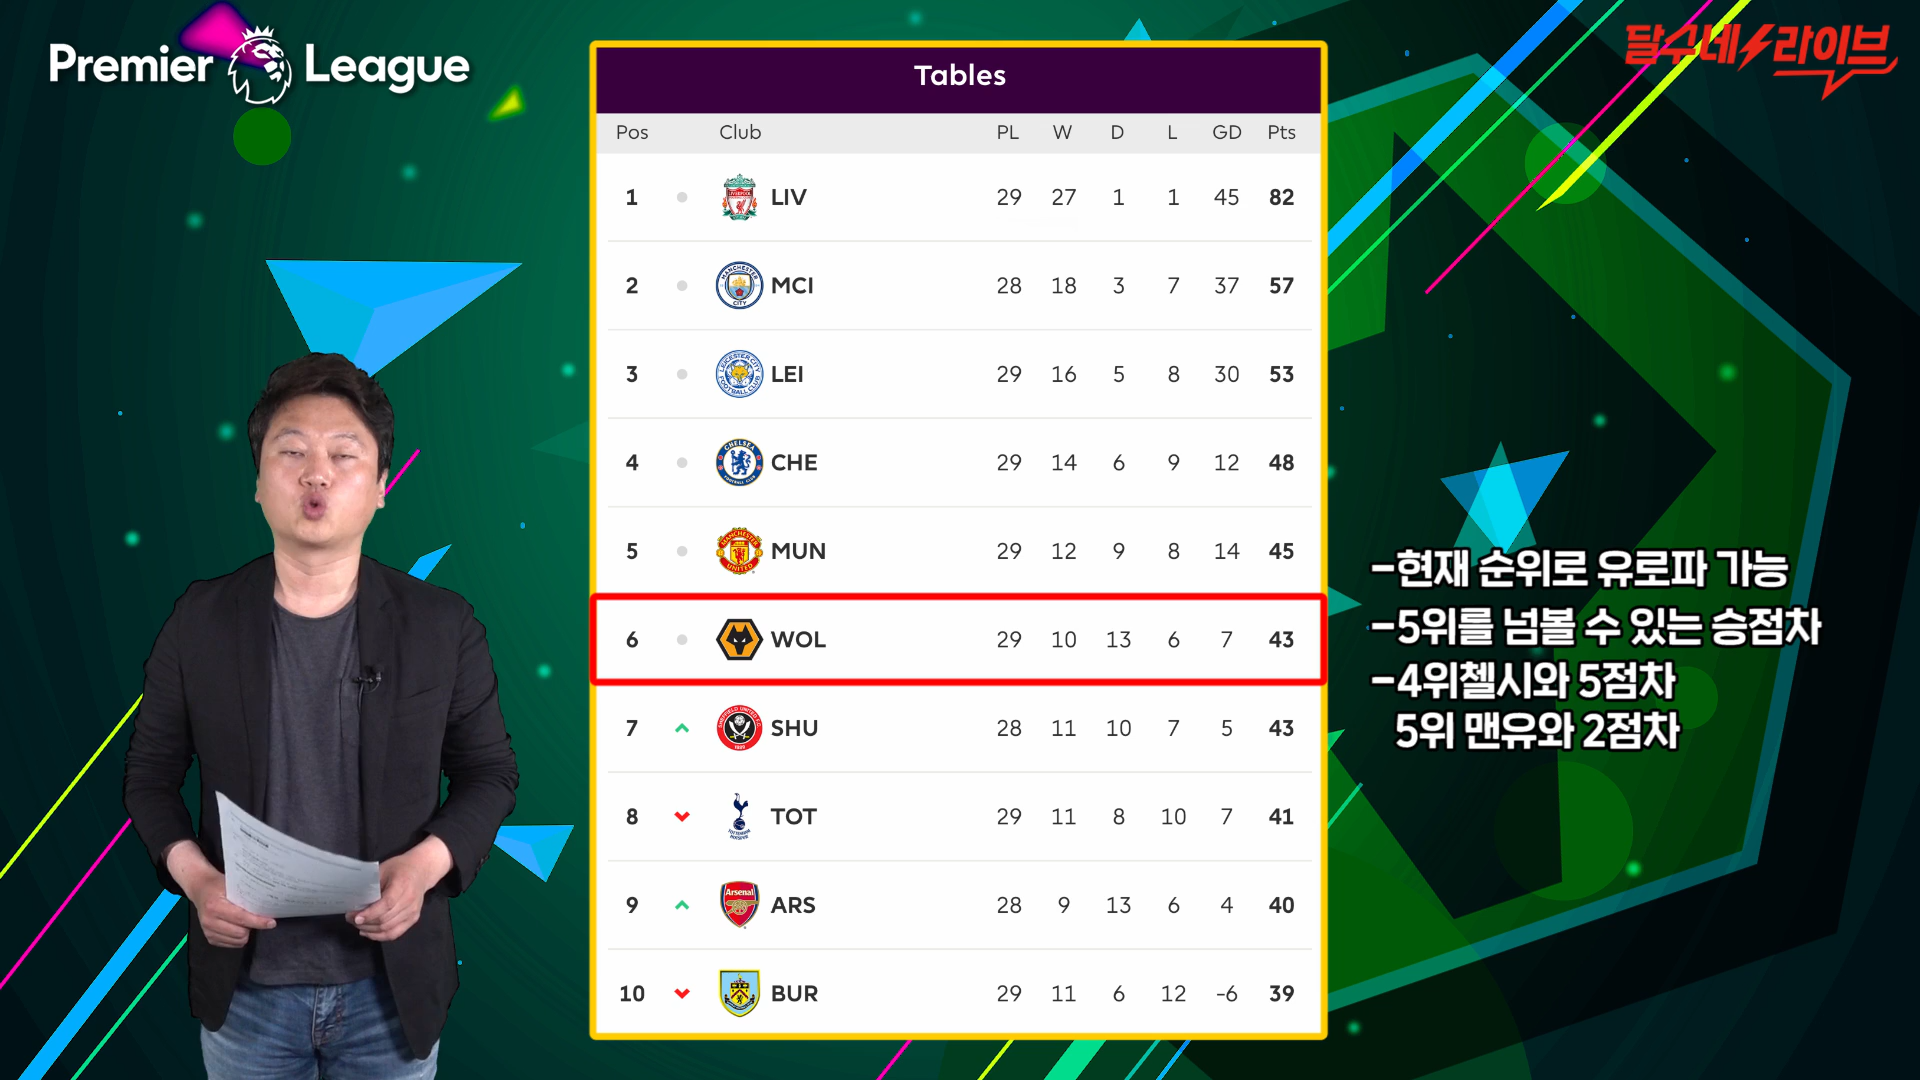 Premier League
달수네라이브
Tables
Pos Club PL W D L GD Pts
1 LIV 29 27 1 1 45 82
2 MCI 28 18 3 7 37 57
3 LEI 29 16 5 8 30 53
4 CHE 29 14 6 9 12 48
5 MUN 29 12 9 8 14 45
6 WOL 29 10 13 6 7 43
7 SHU 28 11 10 7 5 43
8 TOT 29 11 8 10 7 41
9 ARS 28 9 13 6 4 40
10 BUR 29 11 6 12 -6 39
-현재 순위로 유로파 가능
-5위를 넘볼 수 있는 승점차
-4위첼시와 5점차
5위 맨유와 2점차